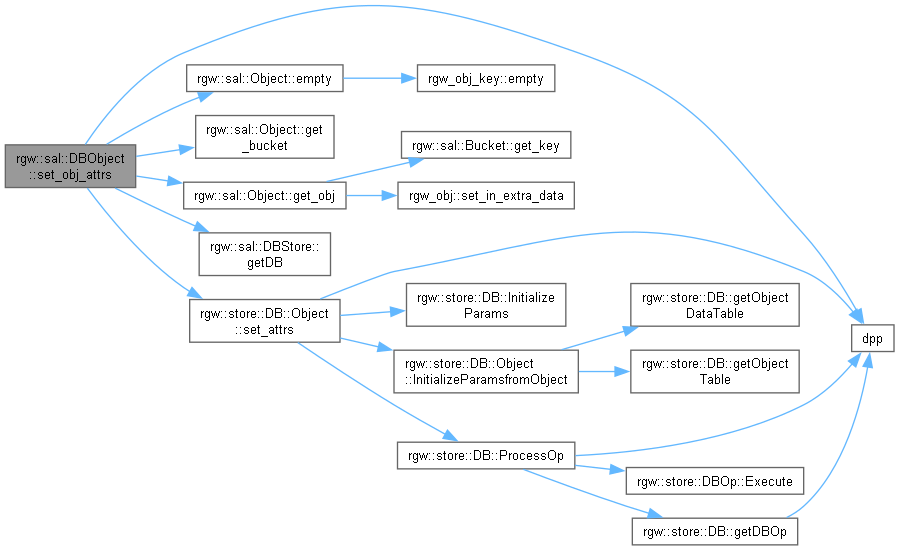 rgw::sal::DBObject
::set_obj_attrs
rgw::sal::Object::empty
rgw_obj_key::empty
rgw::sal::Object::get
_bucket
rgw::sal::Object::get_obj
rgw::sal::Bucket::get_key
rgw_obj::set_in_extra_data
rgw::sal::DBStore::
getDB
rgw::store::DB::Object
::set_attrs
rgw::store::DB::Initialize
Params
rgw::store::DB::Object
::InitializeParamsfromObject
rgw::store::DB::getObject
DataTable
rgw::store::DB::getObject
Table
dpp
rgw::store::DB::ProcessOp
rgw::store::DBOp::Execute
rgw::store::DB::getDBOp